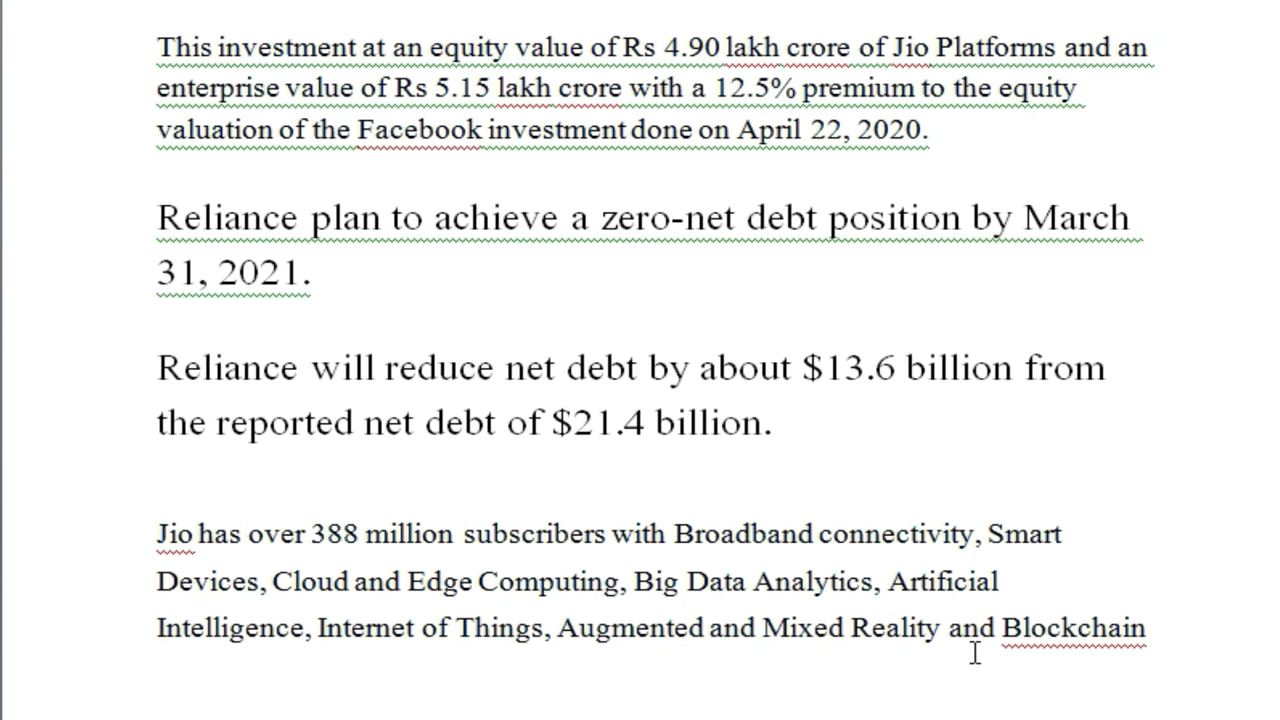 This investment at an equity value of Rs 4.90 lakh crore of Jio Platforms and an
enterprise value of Rs 5.15 lakh crore with a 12.5% premium to the equity
valuation of the Facebook investment done on April 22, 2020.
Reliance plan to achieve a zero-net debt position by March
31, 2021.
Reliance will reduce net debt by about $13.6 billion from
the reported net debt of $21.4 billion.
Jio has over 388 million subscribers with Broadband connectivity, Smart
Devices, Cloud and Edge Computing, Big Data Analytics, Artificial
Intelligence, Internet of Things, Augmented and Mixed Reality and Blockchain